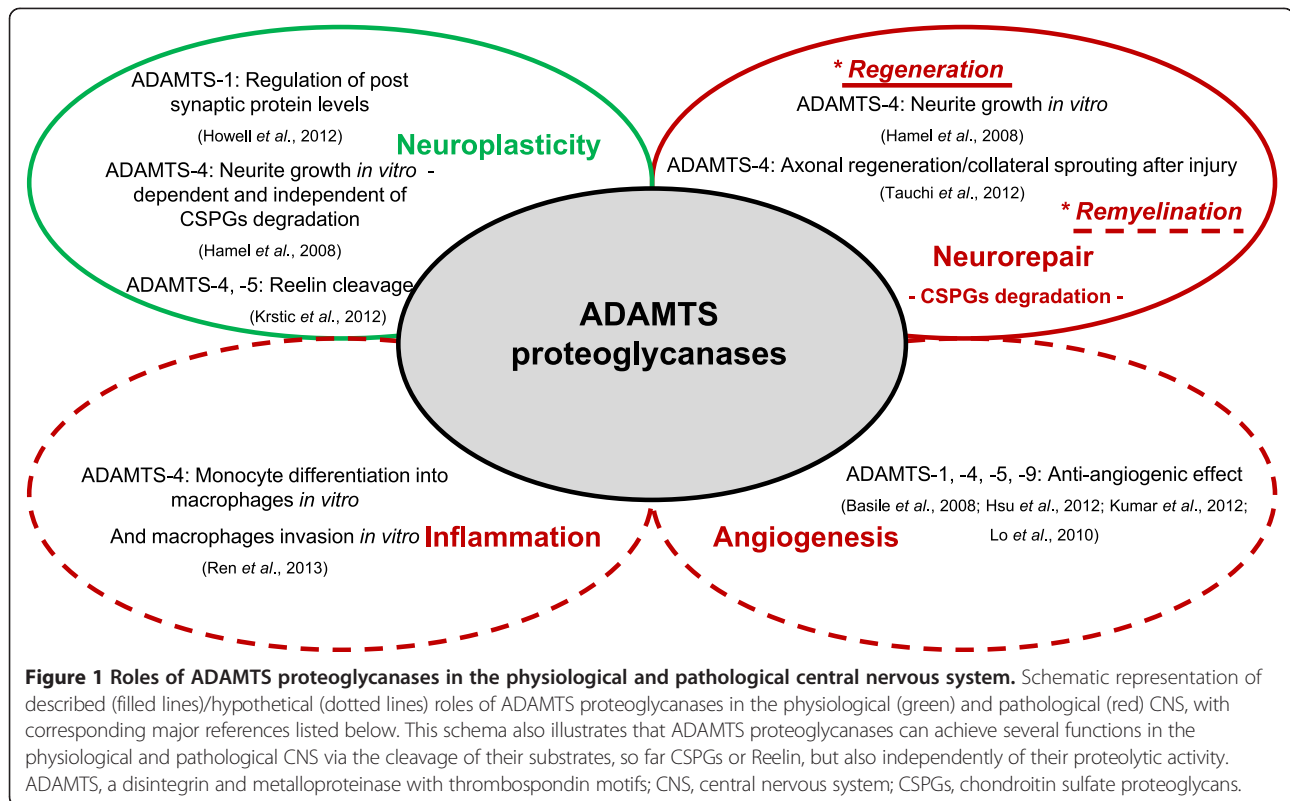 ADAMTS-1: Regulation of post
synaptic protein levels
(Howell et al., 2012)
Neuroplasticity
ADAMTS-4: Neurite growth in vitro -
dependent and independent of
CSPGs degradation
(Hamel et al., 2008)
ADAMTS-4, -5: Reelin cleavage
(Krstic et al., 2012)
* Regeneration
ADAMTS-4: Neurite growth in vitro
(Hamel et al., 2008)
ADAMTS-4: Axonal regeneration/collateral sprouting after injury
(Tauchi et al., 2012)
* Remyelination
Neurorepair
- CSPGs degradation -
ADAMTS
proteoglycanases
ADAMTS-4: Monocyte differentiation into
macrophages in vitro
And macrophages invasion in vitro
(Ren et al., 2013)
Inflammation
ADAMTS-1, -4, -5, -9: Anti-angiogenic effect
(Basile et al., 2008; Hsu et al., 2012; Kumar et al., 2012;
Lo et al., 2010)
Angiogenesis
Figure 1 Roles of ADAMTS proteoglycanases in the physiological and pathological central nervous system. Schematic representation of
described (filled lines)/hypothetical (dotted lines) roles of ADAMTS proteoglycanases in the physiological (green) and pathological (red) CNS, with
corresponding major references listed below. This schema also illustrates that ADAMTS proteoglycanases can achieve several functions in the
physiological and pathological CNS via the cleavage of their substrates, so far CSPGs or Reelin, but also independently of their proteolytic activity.
ADAMTS, a disintegrin and metalloproteinase with thrombospondin motifs; CNS, central nervous system; CSPGs, chondroitin sulfate proteoglycans.